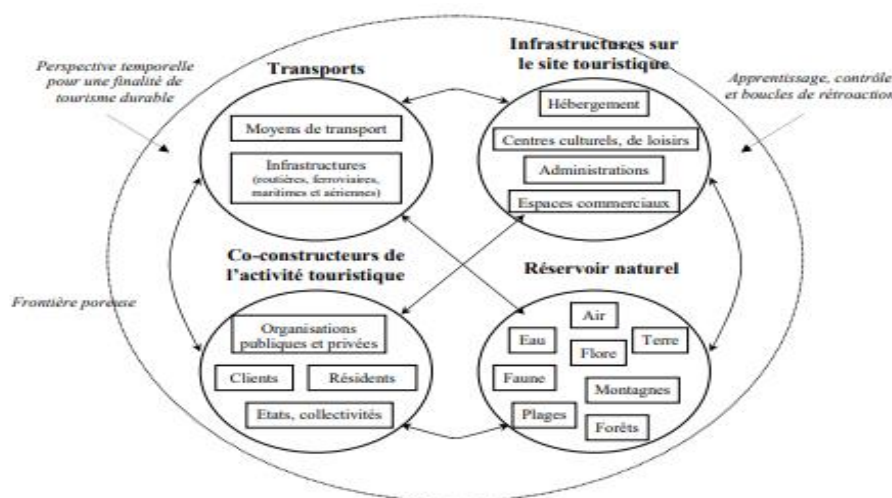 Perspective temporelle
pour une finalité de
tourisme durable
Transports
Infrastructures sur
le site touristique
Apprentissage, contrôle
et boucles de rétroaction
Moyens de transport
Infrastructures
(routières, ferroviaires,
maritimes et aériennes)
Hébergement
Centres culturels, de loisirs
Administrations
Espaces commerciaux
Co-constructeurs de
l'activité touristique
Réservoir naturel
Frontière poreuse
Organisations
publiques et privées
Clients
Résidents
Etats, collectivités
Air
Eau
Terre
Flore
Faune
Montagnes
Plages
Forêts